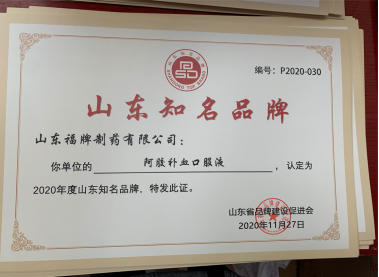 编号：P2020-030
山东知名品牌
山东福牌制药有限公司：
你单位的 阿胶补血口服液 ，认定为
2020年度山东知名品牌，特发此证。
山东省品牌建设促进会
2020年11月27日